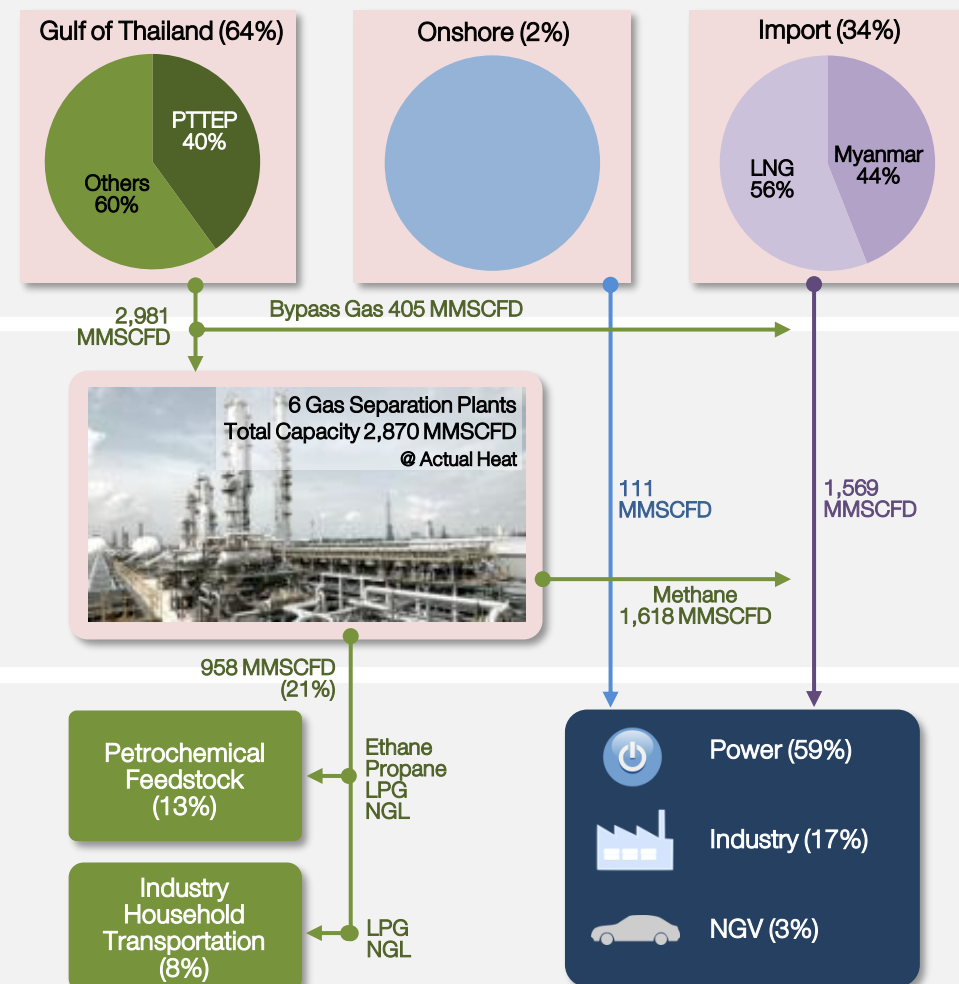 Gulf of Thailand (64%)
PTTEP
40%
Others
60%
Onshore (2%)
Import (34%)
LNG
56%
Myanmar
44%
2,981
MMSCFD
Bypass Gas 405 MMSCFD
6 Gas Separation Plants
Total Capacity 2,870 MMSCFD
@ Actual Heat
111
MMSCFD
1,569
MMSCFD
Methane
1,618 MMSCFD
958 MMSCFD
(21%)
Petrochemical
Feedstock
(13%)
Ethane
Propane
LPG
NGL
Industry
Household
Transportation
(8%)
LPG
NGL
Power (59%)
Industry (17%)
NGV (3%)